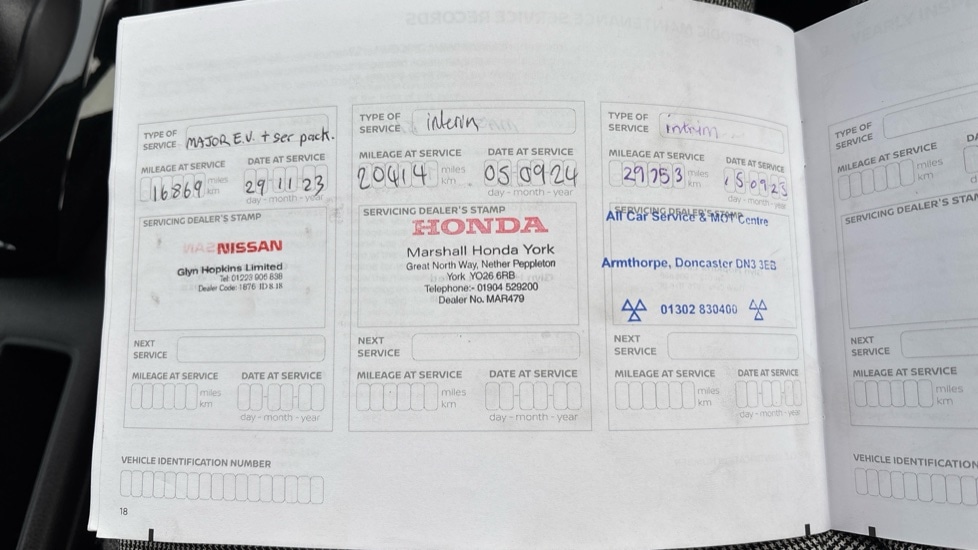 TYPE OF SERVICE MAJOR E.V. + ser pack.
MILEAGE AT SERVICE DATE AT SERVICE
16869 miles km 29 11 23
day - month - year
SERVICING DEALER'S STAMP
NISSAN
Glyn Hopkins Limited
Tel: 01223 906 838
Dealer Code: 1876 ID 8.18
NEXT SERVICE
MILEAGE AT SERVICE DATE AT SERVICE
miles km
day - month - year
TYPE OF SERVICE interim
MILEAGE AT SERVICE DATE AT SERVICE
20414 miles km 05 09 24
day - month - year
SERVICING DEALER'S STAMP
HONDA
Marshall Honda York
Great North Way, Nether Peppleton
York YO26 6RB
Telephone:- 01904 529200
Dealer No. MAR479
NEXT SERVICE
MILEAGE AT SERVICE DATE AT SERVICE
miles km
day - month - year
TYPE OF SERVICE intrim
MILEAGE AT SERVICE DATE AT SERVICE
29753 miles km 15 09 25
day - month - year
SERVICING DEALER'S STAMP
All Car Service & MOT Centre
Armthorpe, Doncaster DN3 3EB
01302 830400
NEXT SERVICE
MILEAGE AT SERVICE DATE AT SERVICE
miles km
day - month - year
VEHICLE IDENTIFICATION NUMBER
18
TYPE OF SERVICE
MILEAGE AT SERVICE
miles km
SERVICING DEALER'S STAM
NEXT SERVICE
MILEAGE AT SERVICE
miles km
VEHICLE IDENTIFICATION